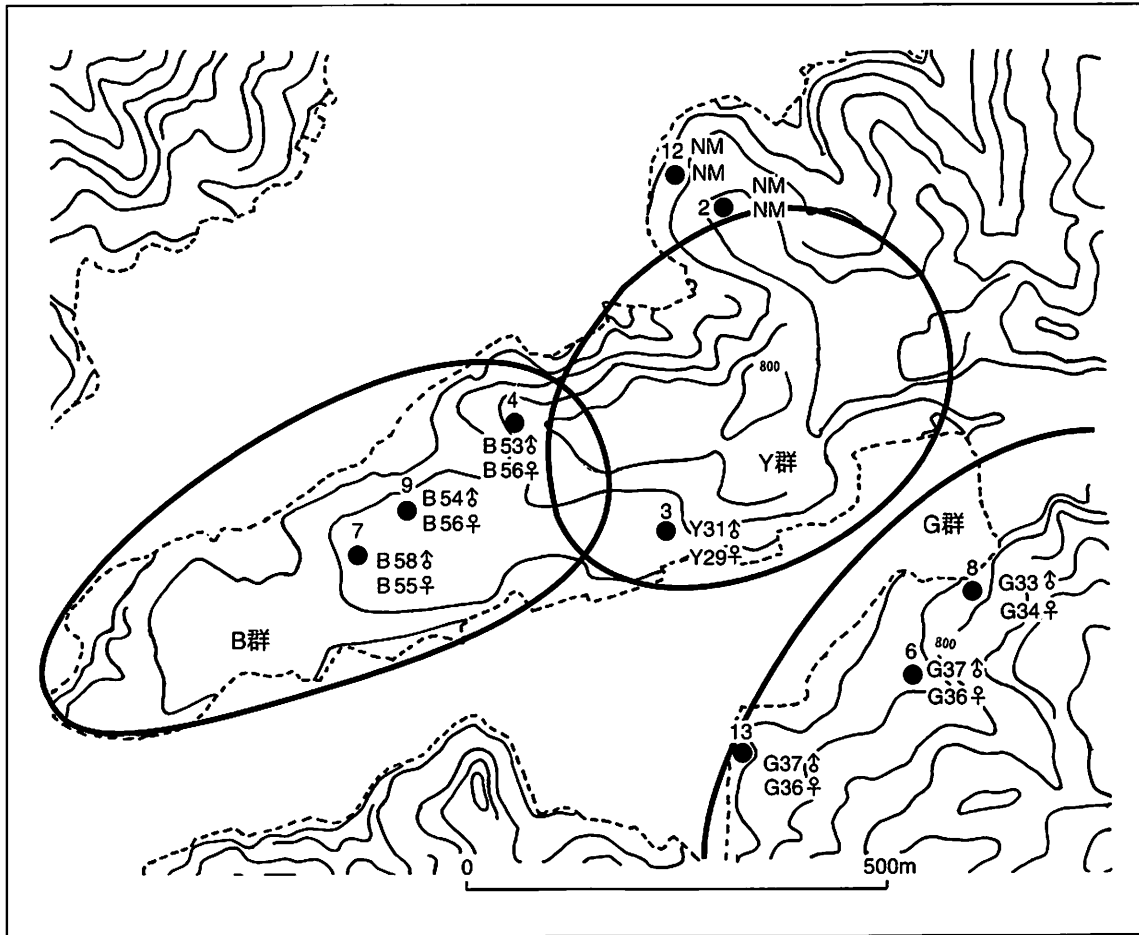 12 NM
NM
NM
2 NM
800
4
B53♂
B56♀
Y群
9
B54♂
B56♀
3
Y31♂
Y29♀
G群
7
B58♂
B55♀
8
G33♂
G34♀
B群
800
6
G37♂
G36♀
13
G37♂
G36♀
0 500m